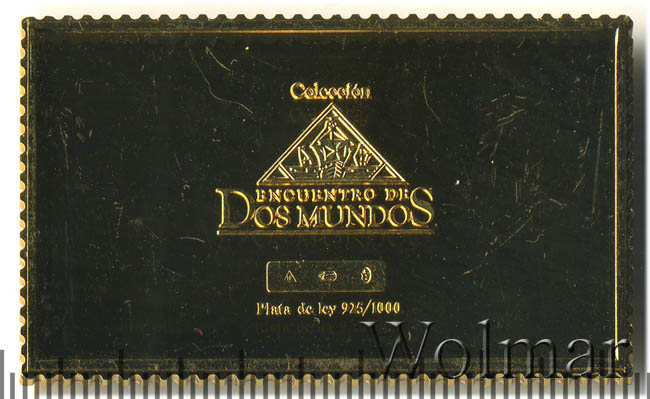 Colección
ENCUENTRO DE
DOS MUNDOS
Plata de ley 925/1000
Wolmar